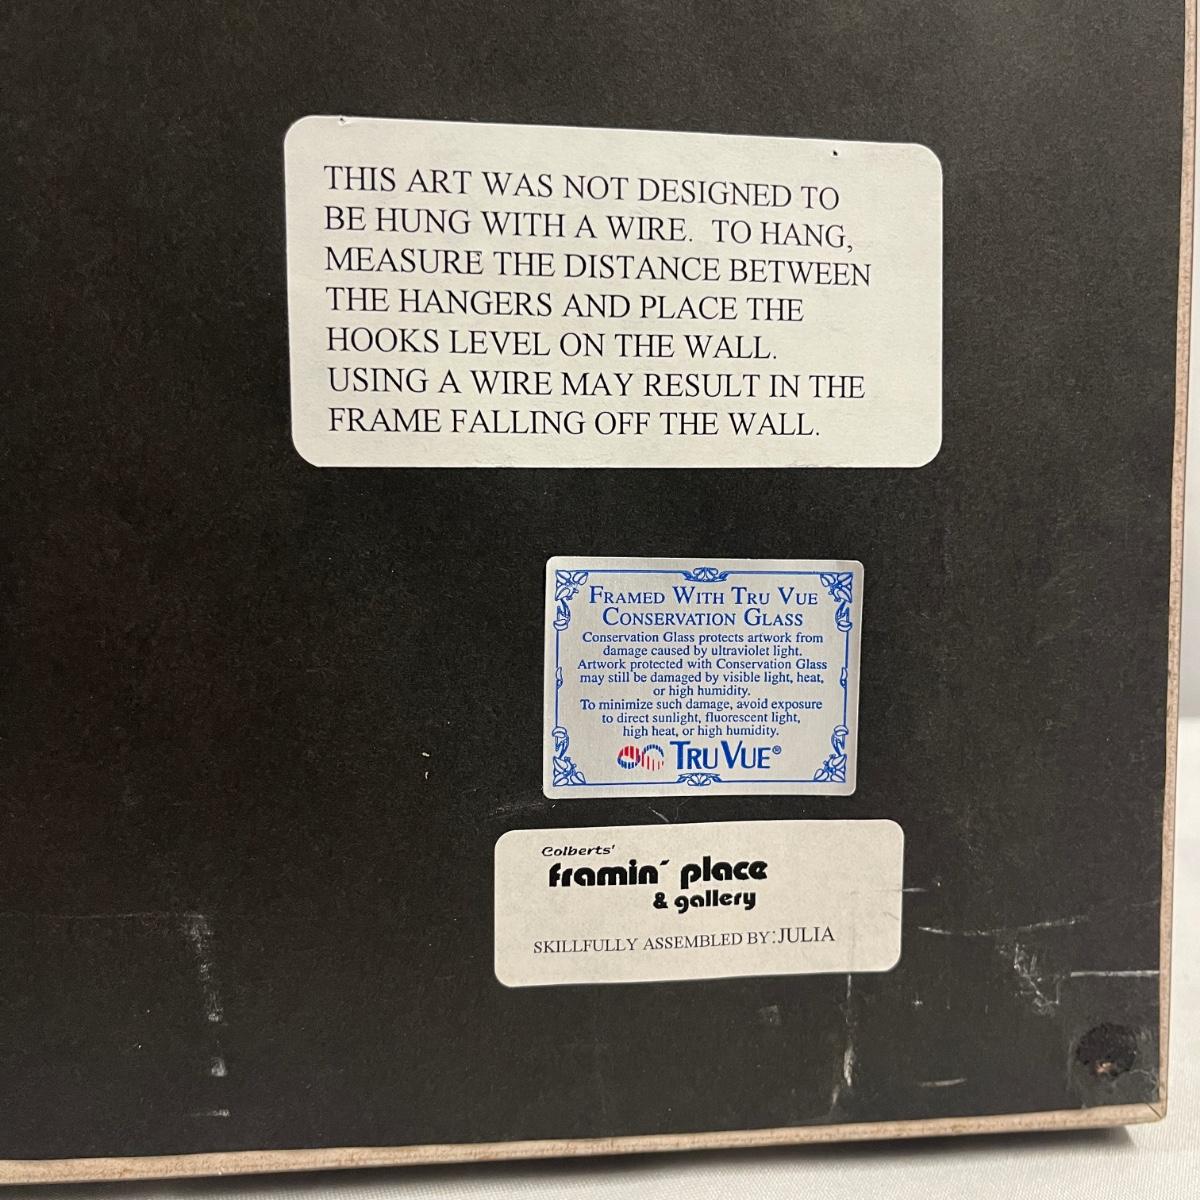 THIS ART WAS NOT DESIGNED TO
BE HUNG WITH A WIRE. TO HANG,
MEASURE THE DISTANCE BETWEEN
THE HANGERS AND PLACE THE
HOOKS LEVEL ON THE WALL.
USING A WIRE MAY RESULT IN THE
FRAME FALLING OFF THE WALL.
FRAMED WITH TRU VUE
CONSERVATION GLASS
Conservation Glass protects artwork from
damage caused by ultraviolet light.
Artwork protected with Conservation Glass
may still be damaged by visible light, heat,
or high humidity.
To minimize such damage, avoid exposure
to direct sunlight, fluorescent light,
high heat, or high humidity.
TRU VUE®
Colberts'
framin' place
& gallery
SKILLFULLY ASSEMBLED BY: JULIA